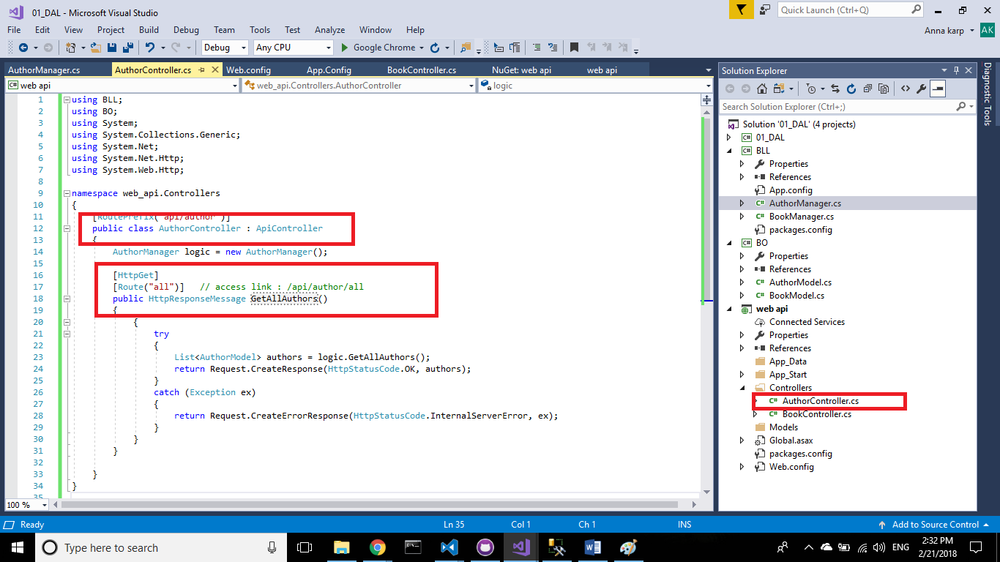 01_DAL - Microsoft Visual Studio
Quick Launch (Ctrl+Q)
File Edit View Project Build Debug Team Tools Test Analyze Window Help
Anna karp AK
Debug Any CPU Google Chrome
AuthorManager.cs AuthorController.cs Web.config App.Config BookController.cs NuGet: web api web api
web api web_api.Controllers.AuthorController logic
1 using BLL;
2 using BO;
3 using System;
4 using System.Collections.Generic;
5 using System.Net;
6 using System.Net.Http;
7 using System.Web.Http;
8
9 namespace web_api.Controllers
10 {
11 [RoutePrefix("api/author")]
12 public class AuthorController : ApiController
13 {
14 AuthorManager logic = new AuthorManager();
15
16 [HttpGet]
17 [Route("all")] // access link : /api/author/all
18 public HttpResponseMessage GetAllAuthors()
19 {
20 {
21 try
22 {
23 List<AuthorModel> authors = logic.GetAllAuthors();
24 return Request.CreateResponse(HttpStatusCode.OK, authors);
25 }
26 catch (Exception ex)
27 {
28 return Request.CreateErrorResponse(HttpStatusCode.InternalServerError, ex);
29 }
30 }
31 }
32
33 }
34 }
35
100 %
Solution Explorer
Search Solution Explorer (Ctrl+;)
Solution '01_DAL' (4 projects)
C# 01_DAL
C# BLL
Properties
References
App.config
C# AuthorManager.cs
C# BookManager.cs
packages.config
C# BO
Properties
References
C# AuthorModel.cs
C# BookModel.cs
web api
Connected Services
Properties
References
App_Data
App_Start
Controllers
C# AuthorController.cs
C# BookController.cs
Models
Global.asax
packages.config
Web.config
Diagnostic Tools
Ready Ln 35 Col 1 Ch 1 INS Add to Source Control
Type here to search
ENG
2:32 PM
2/21/2018